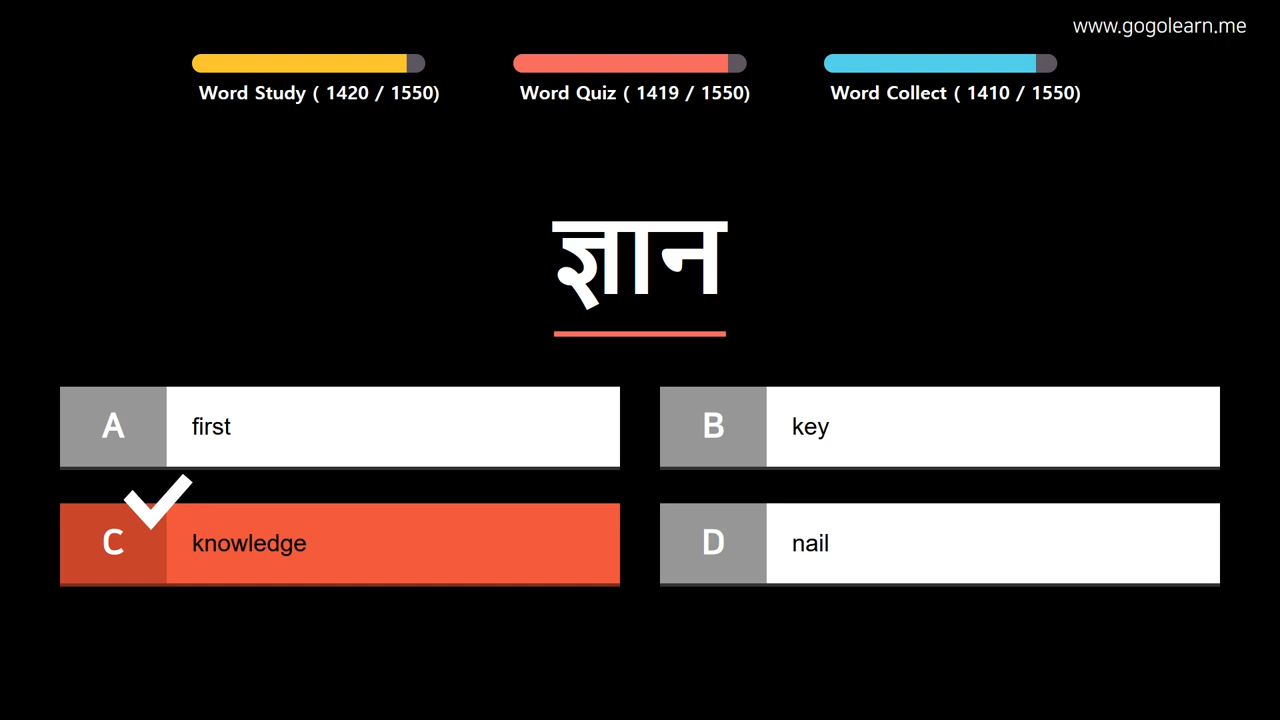 www.gogolearn.me
Word Study ( 1420 / 1550)
Word Quiz ( 1419 / 1550)
Word Collect ( 1410 / 1550)
ज्ञान
A first
B key
C knowledge
D nail